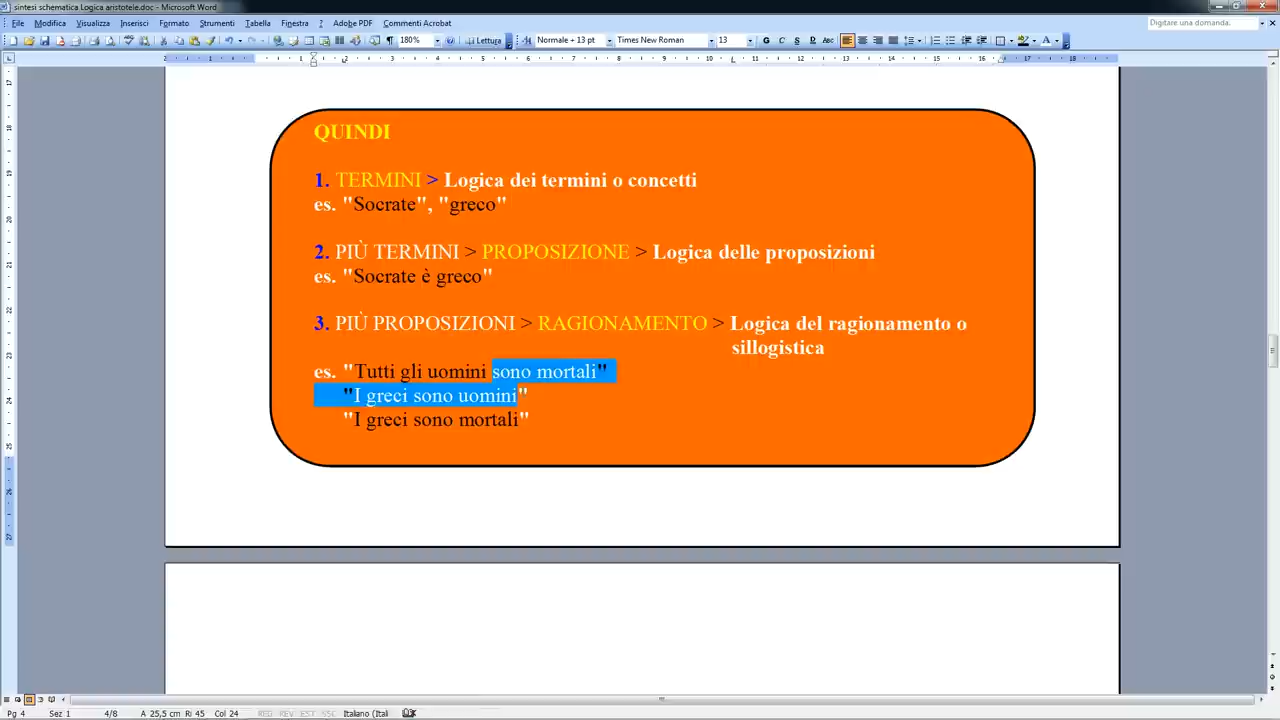 sintesi schematica Logica aristotele.doc - Microsoft Word
File Modifica Visualizza Inserisci Formato Strumenti Tabella Finestra ? Adobe PDF Commenti Acrobat Digitare una domanda.
180% Lettura Normale + 13 pt Times New Roman 13 G C S ABC
QUINDI
1. TERMINI > Logica dei termini o concetti
es. "Socrate", "greco"
2. PIÙ TERMINI > PROPOSIZIONE > Logica delle proposizioni
es. "Socrate è greco"
3. PIÙ PROPOSIZIONI > RAGIONAMENTO > Logica del ragionamento o
sillogistica
es. "Tutti gli uomini sono mortali"
"I greci sono uomini"
"I greci sono mortali"
Pg 4 Sez 1 4/8 A 25,5 cm Ri 45 Col 24 REG REV EST SSC Italiano (Itali